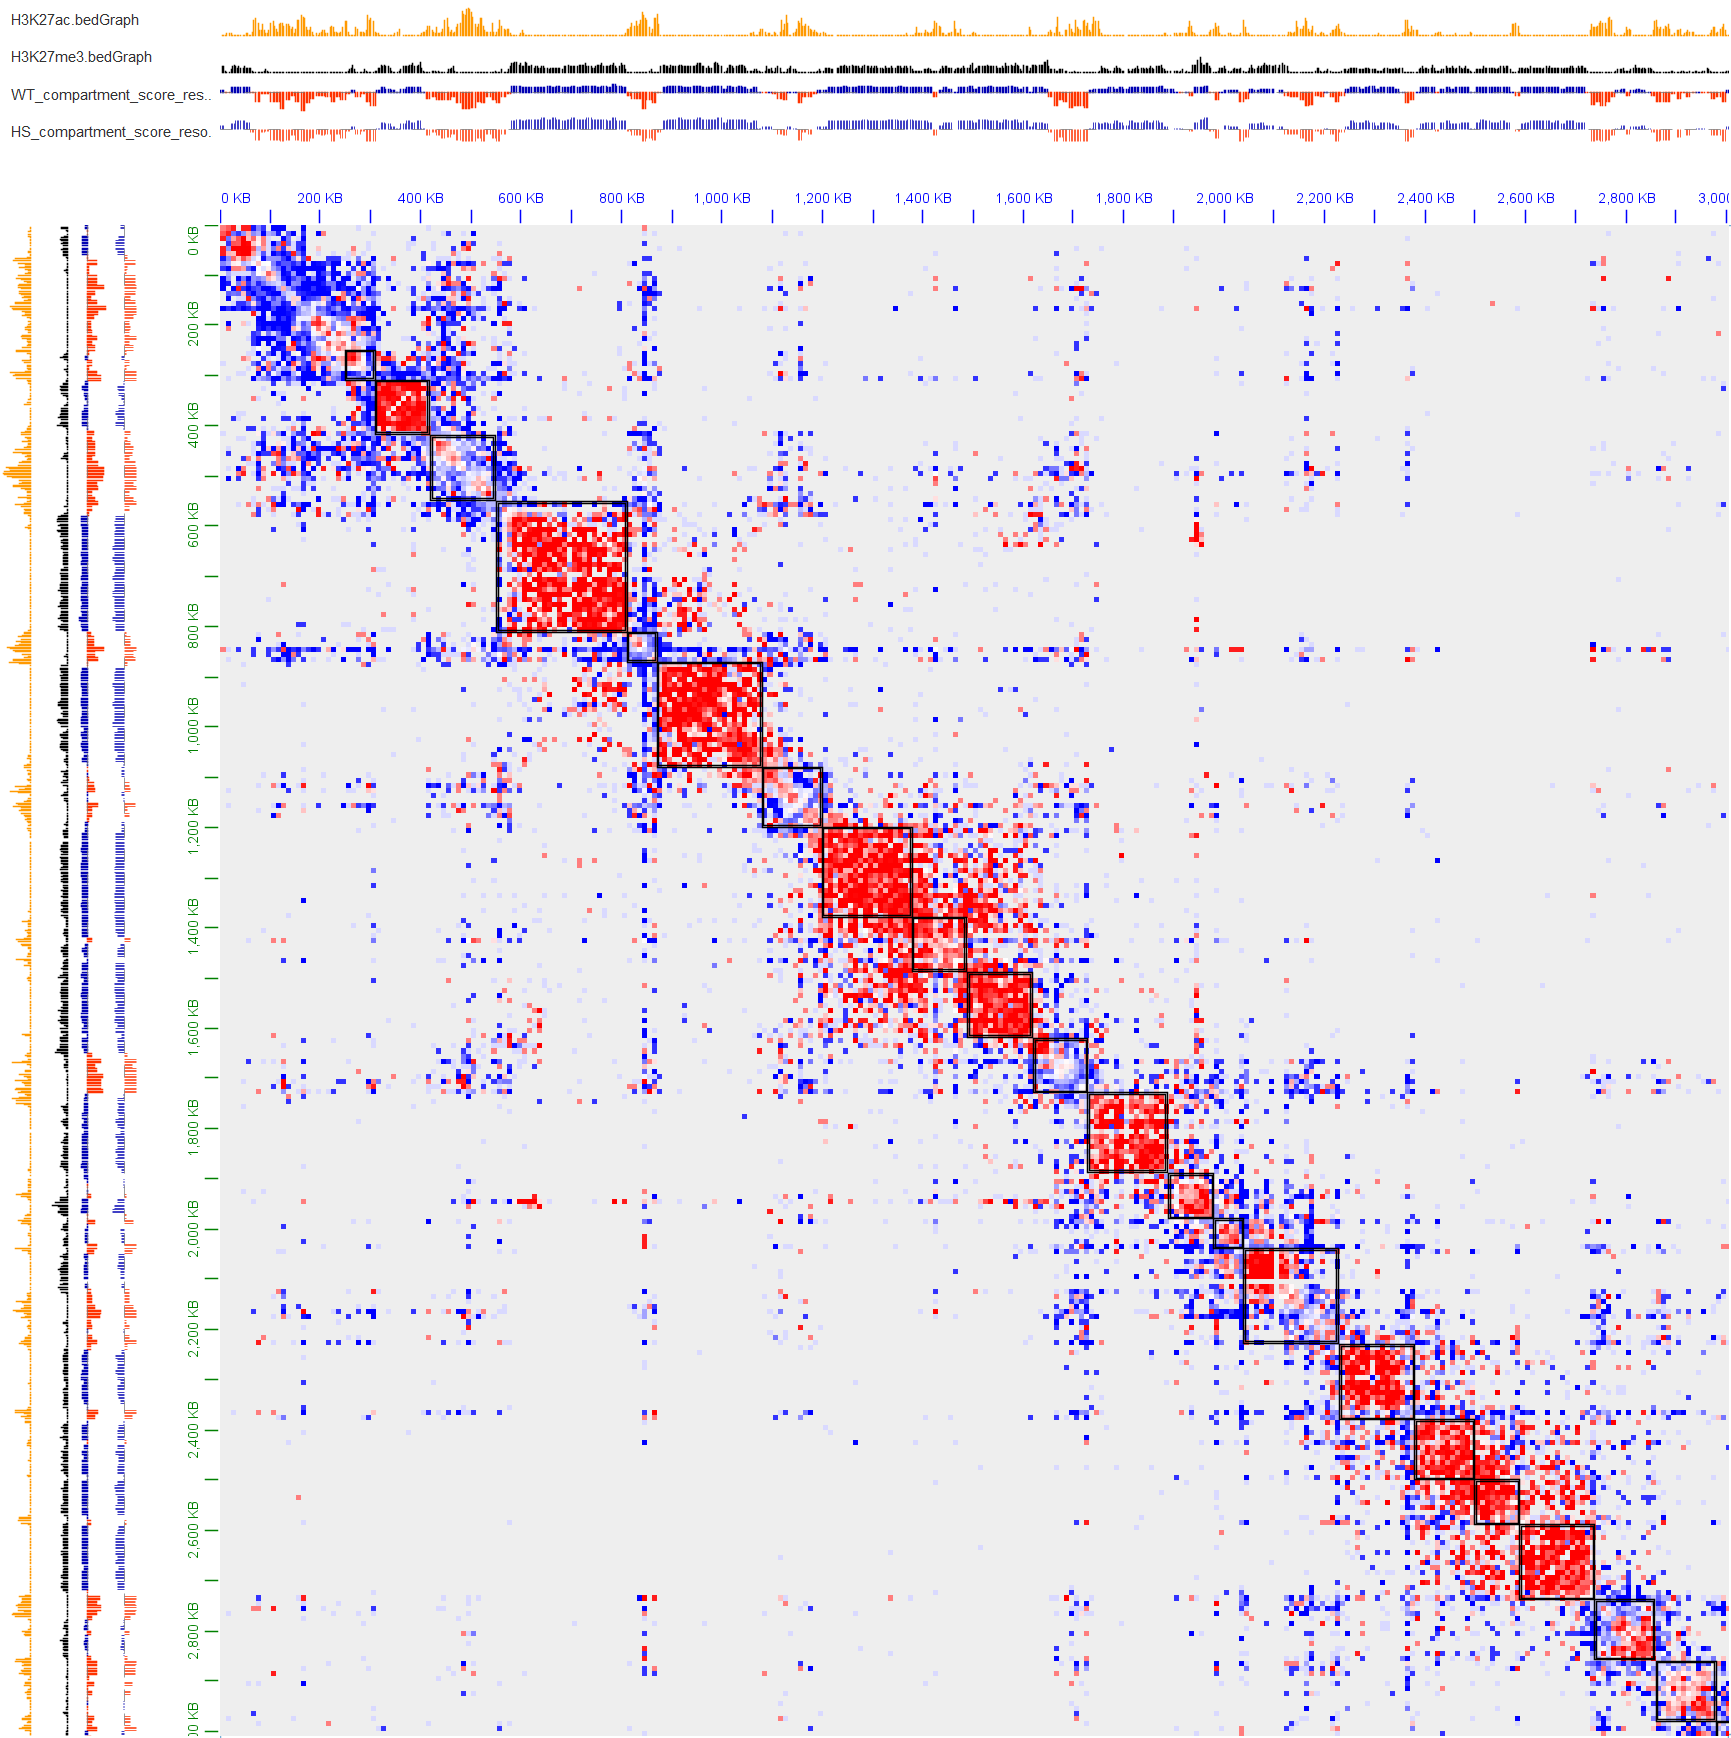 H3K27ac.bedGraph
H3K27me3.bedGraph
WT_compartment_score_res..
HS_compartment_score_reso.
0 KB 200 KB 400 KB 600 KB 800 KB 1,000 KB 1,200 KB 1,400 KB 1,600 KB 1,800 KB 2,000 KB 2,200 KB 2,400 KB 2,600 KB 2,800 KB 3,000
0 KB
200 KB
400 KB
600 KB
800 KB
1,000 KB
1,200 KB
1,400 KB
1,600 KB
1,800 KB
2,000 KB
2,200 KB
2,400 KB
2,600 KB
2,800 KB
00 KB